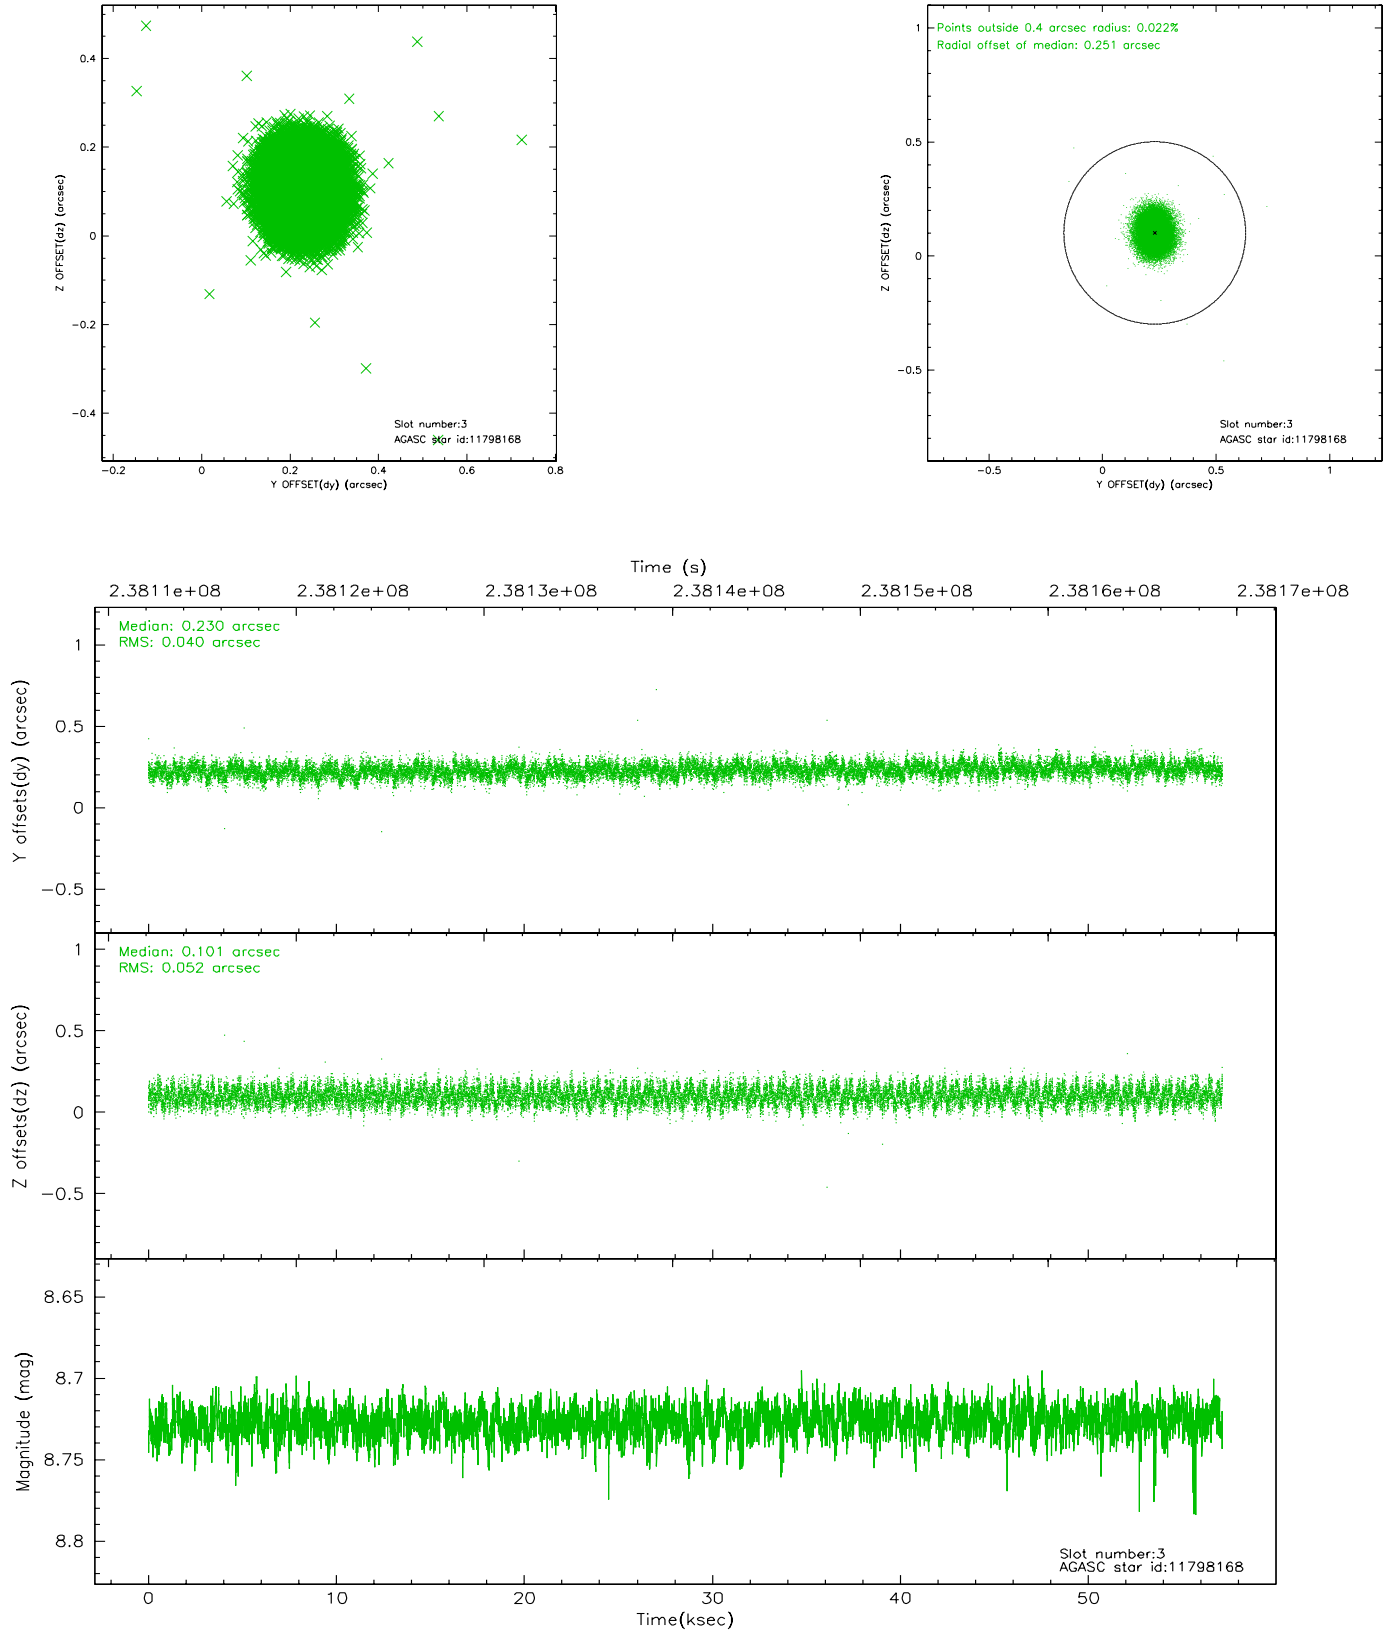 0.4
0.2
0
−0.2
−0.4
Z OFFSET(dz) (arcsec)
−0.2 0 0.2 0.4 0.6 0.8
Y OFFSET(dy) (arcsec)
Slot number:3
AGASC star id:11798168
Points outside 0.4 arcsec radius: 0.022%
Radial offset of median: 0.251 arcsec
1
0.5
0
−0.5
Z OFFSET(dz) (arcsec)
−0.5 0 0.5 1
Y OFFSET(dy) (arcsec)
Slot number:3
AGASC star id:11798168
Time (s)
2.3811e+08 2.3812e+08 2.3813e+08 2.3814e+08 2.3815e+08 2.3816e+08 2.3817e+08
Median: 0.230 arcsec
RMS: 0.040 arcsec
1
0.5
0
−0.5
Y offsets(dy) (arcsec)
Median: 0.101 arcsec
RMS: 0.052 arcsec
1
0.5
0
−0.5
Z offsets(dz) (arcsec)
8.65
8.7
8.75
8.8
Magnitude (mag)
Slot number:3
AGASC star id:11798168
0 10 20 30 40 50
Time(ksec)